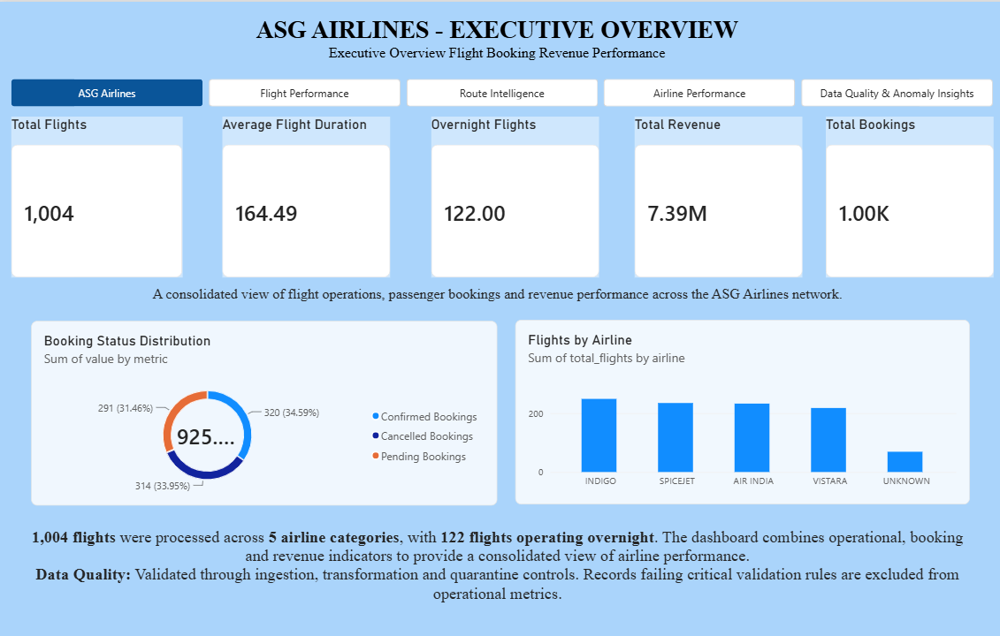 ASG AIRLINES - EXECUTIVE OVERVIEW
Executive Overview Flight Booking Revenue Performance
ASG Airlines
Flight Performance
Route Intelligence
Airline Performance
Data Quality & Anomaly Insights
Total Flights
1,004
Average Flight Duration
164.49
Overnight Flights
122.00
Total Revenue
7.39M
Total Bookings
1.00K
A consolidated view of flight operations, passenger bookings and revenue performance across the ASG Airlines network.
Booking Status Distribution
Sum of value by metric
291 (31.46%)
320 (34.59%)
925....
314 (33.95%)
Confirmed Bookings
Cancelled Bookings
Pending Bookings
Flights by Airline
Sum of total_flights by airline
200
0
INDIGO
SPICEJET
AIR INDIA
VISTARA
UNKNOWN
1,004 flights were processed across 5 airline categories, with 122 flights operating overnight. The dashboard combines operational, booking
and revenue indicators to provide a consolidated view of airline performance.
Data Quality: Validated through ingestion, transformation and quarantine controls. Records failing critical validation rules are excluded from
operational metrics.